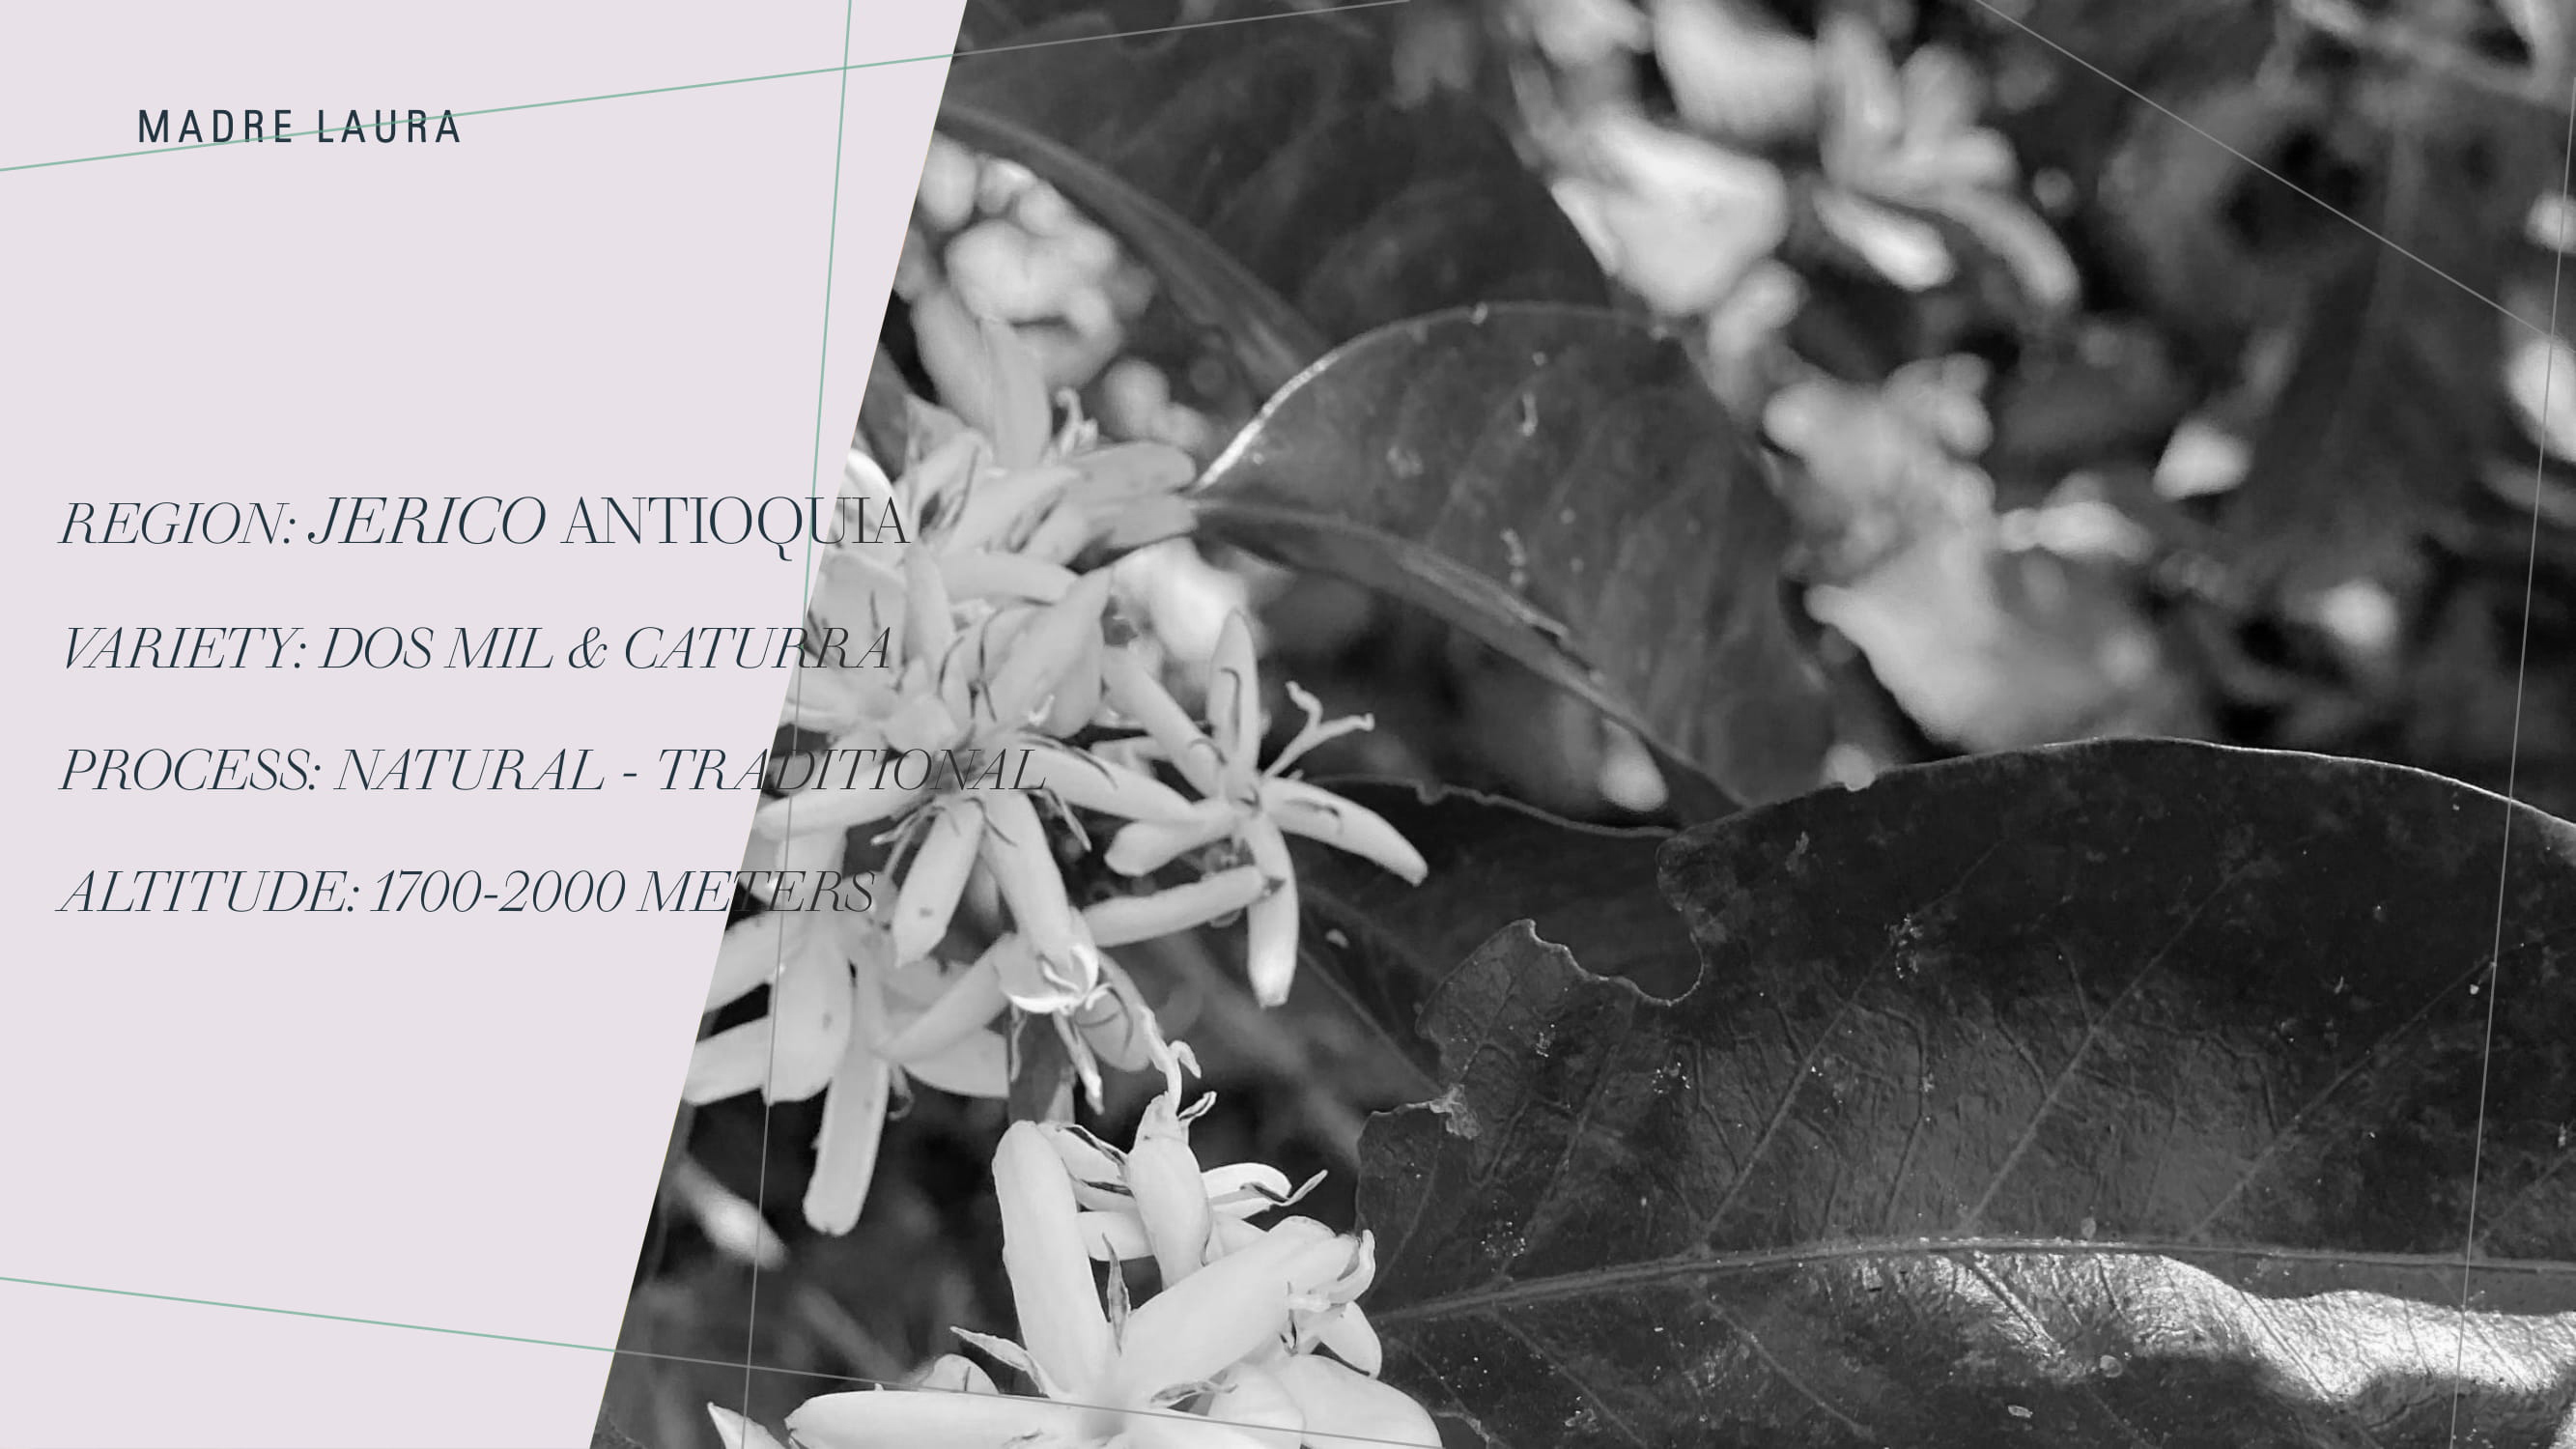 MADRE LAURA
REGION: JERICO ANTIOQUIA
VARIETY: DOS MIL & CATURRA
PROCESS: NATURAL - TRADITIONAL
ALTITUDE: 1700-2000 METERS